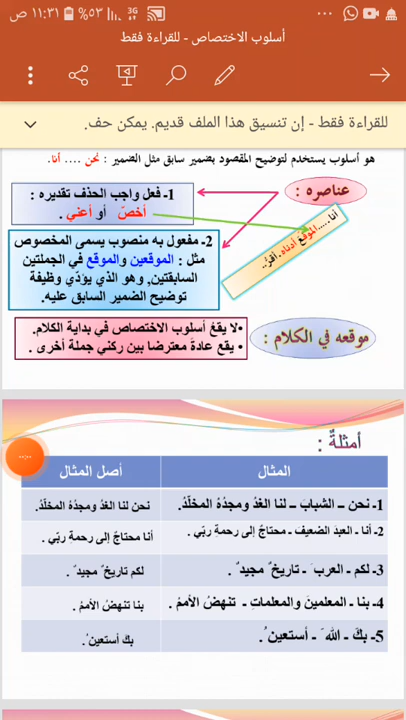 ١١:٣١ ص ٥٣% 3G
أسلوب الاختصاص - للقراءة فقط
للقراءة فقط - إن تنسيق هذا الملف قديم. يمكن حف.
هو أسلوب يستخدم لتوضيح المقصود بضمير سابق مثل الضمير : نحن .... أنا.
عناصره :
1- فعل واجب الحذف تقديره :
أخصّ أو أعني .
أنا .....الموقعَ أدناه. أقرُّ..
2- مفعول به منصوب يسمى المخصوص
مثل : الموقعين والموقع في الجملتين
السابقتين, وهو الذي يؤدّي وظيفة
توضيح الضمير السابق عليه.
موقعه في الكلام :
•لا يقعُ أسلوب الاختصاص في بداية الكلام.
• يقع عادةً معترضا بين ركني جملة أخرى .
أمثلةٌ :
المثال
أصل المثال
1- نحن – الشبابَ – لنا الغدُ ومجدُهُ المخلّدُ.
نحن لنا الغدُ ومجدُهُ المخلّدُ.
2- أنا - العبدَ الضعيفَ - محتاجٌ إلى رحمةِ ربّي .
أنا محتاجٌ إلى رحمةِ ربّي .
3- لكم - العربَ - تاريخٌ مجيدٌ.
لكم تاريخٌ مجيدٌ.
4- بنا - المعلمينَ والمعلماتِ - تنهضُ الأممُ .
بنا تنهضُ الأممُ .
5- بكَ - اللهَ - أستعينُ.
بكَ أستعينُ.